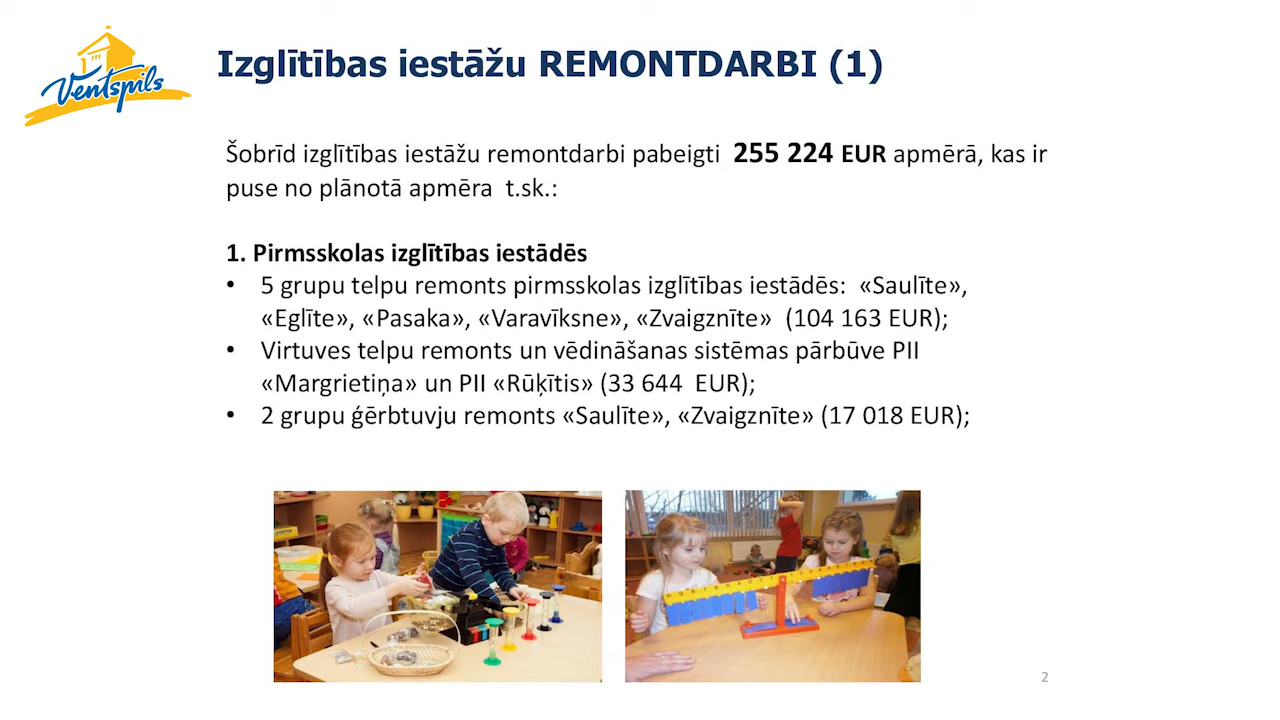 Ventspils
Izglītības iestāžu REMONTDARBI (1)
Šobrīd izglītības iestāžu remontdarbi pabeigti 255 224 EUR apmērā, kas ir
puse no plānotā apmēra t.sk.:
1. Pirmsskolas izglītības iestādēs
• 5 grupu telpu remonts pirmsskolas izglītības iestādēs: «Saulīte»,
«Eglīte», «Pasaka», «Varavīksne», «Zvaigznīte» (104 163 EUR);
• Virtuves telpu remonts un vēdināšanas sistēmas pārbūve PII
«Margrietiņa» un PII «Rūķītis» (33 644 EUR);
• 2 grupu ģērbtuvju remonts «Saulīte», «Zvaigznīte» (17 018 EUR);
2